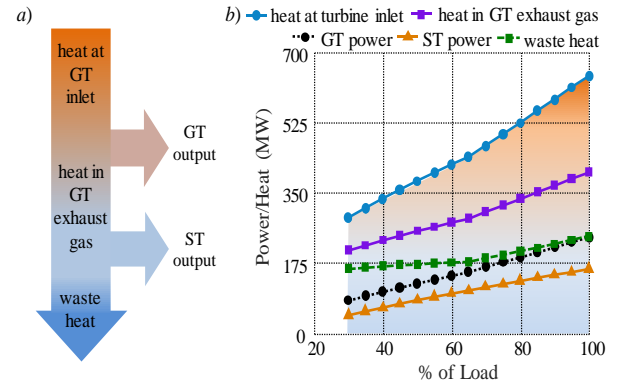 a)
heat at
GT
inlet
GT
output
heat in
GT
exhaust
gas
ST
output
waste
heat
b)
heat at turbine inlet
heat in GT exhaust gas
GT power
ST power
waste heat
Power/Heat (MW)
700
525
350
175
0
20
40
60
80
100
% of Load